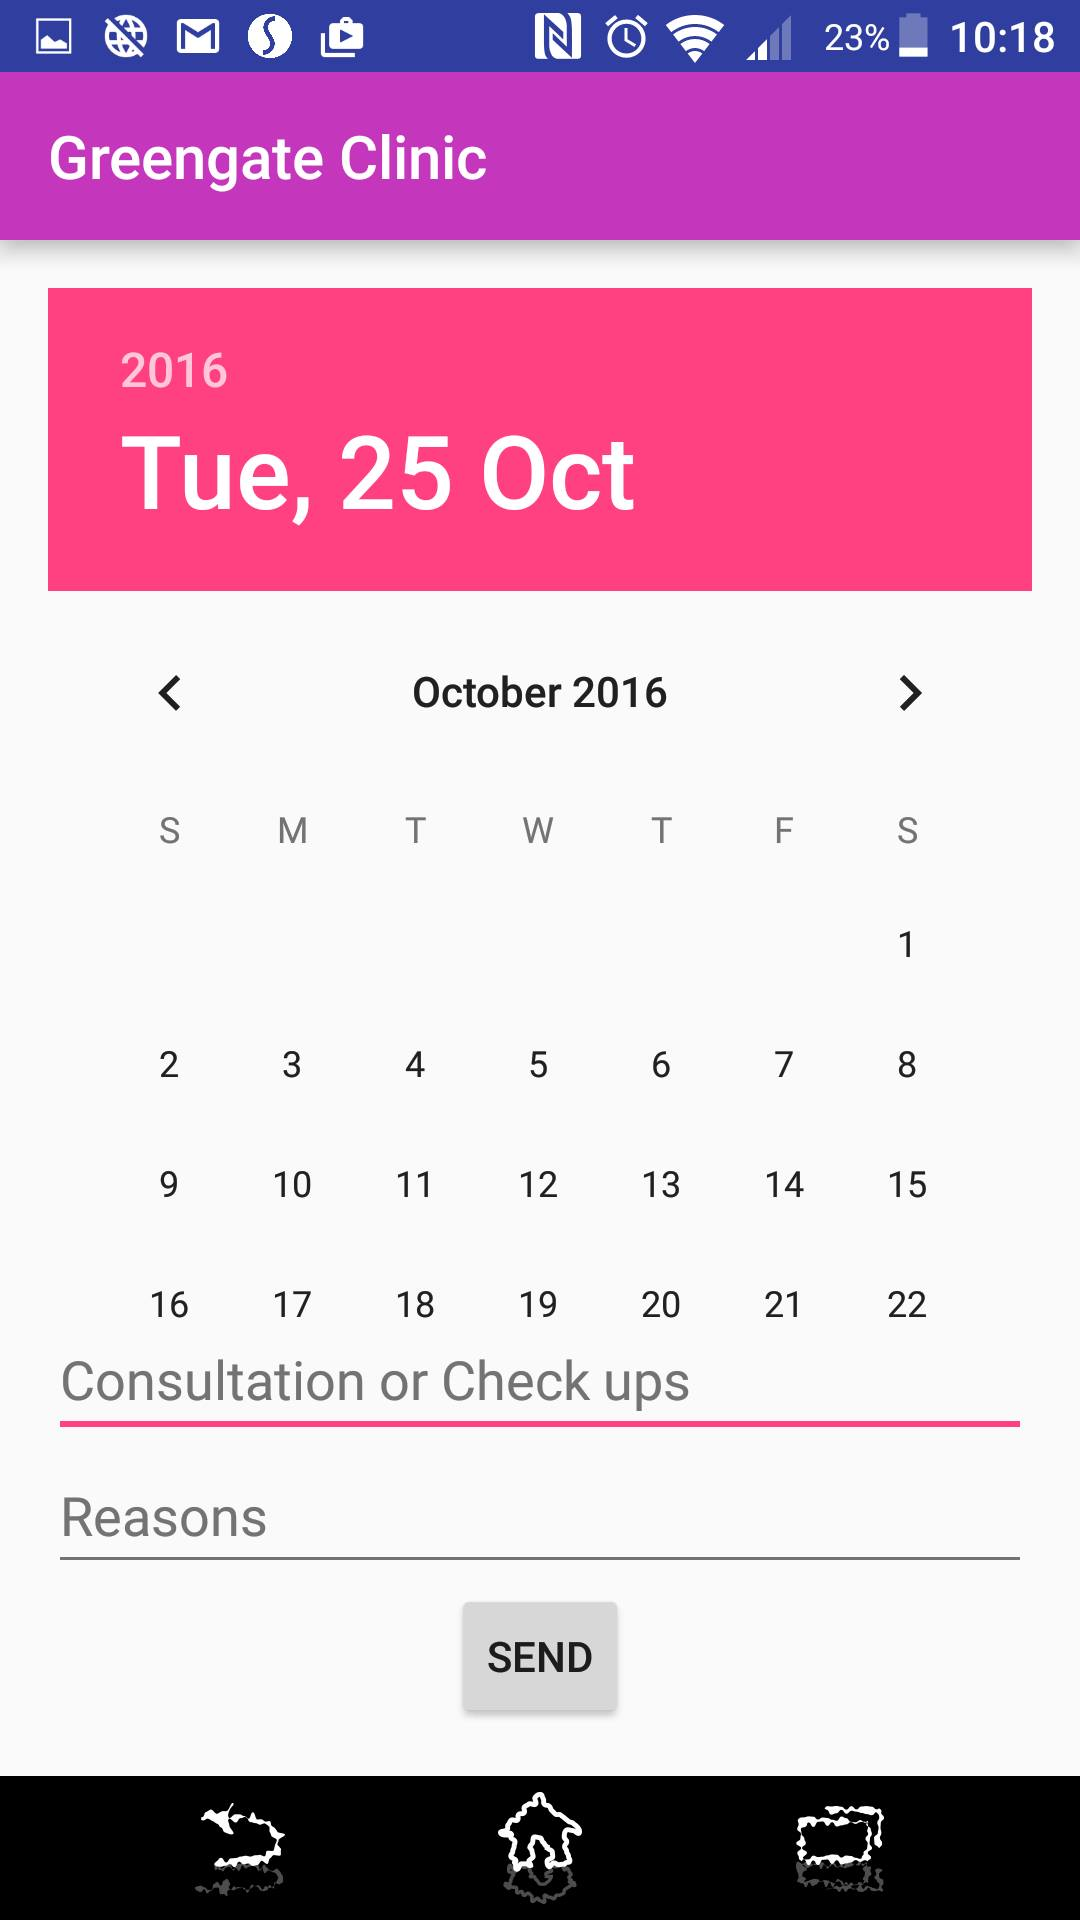 23% 10:18
Greengate Clinic
2016
Tue, 25 Oct
October 2016
S M T W T F S
1
2 3 4 5 6 7 8
9 10 11 12 13 14 15
16 17 18 19 20 21 22
Consultation or Check ups
Reasons
SEND